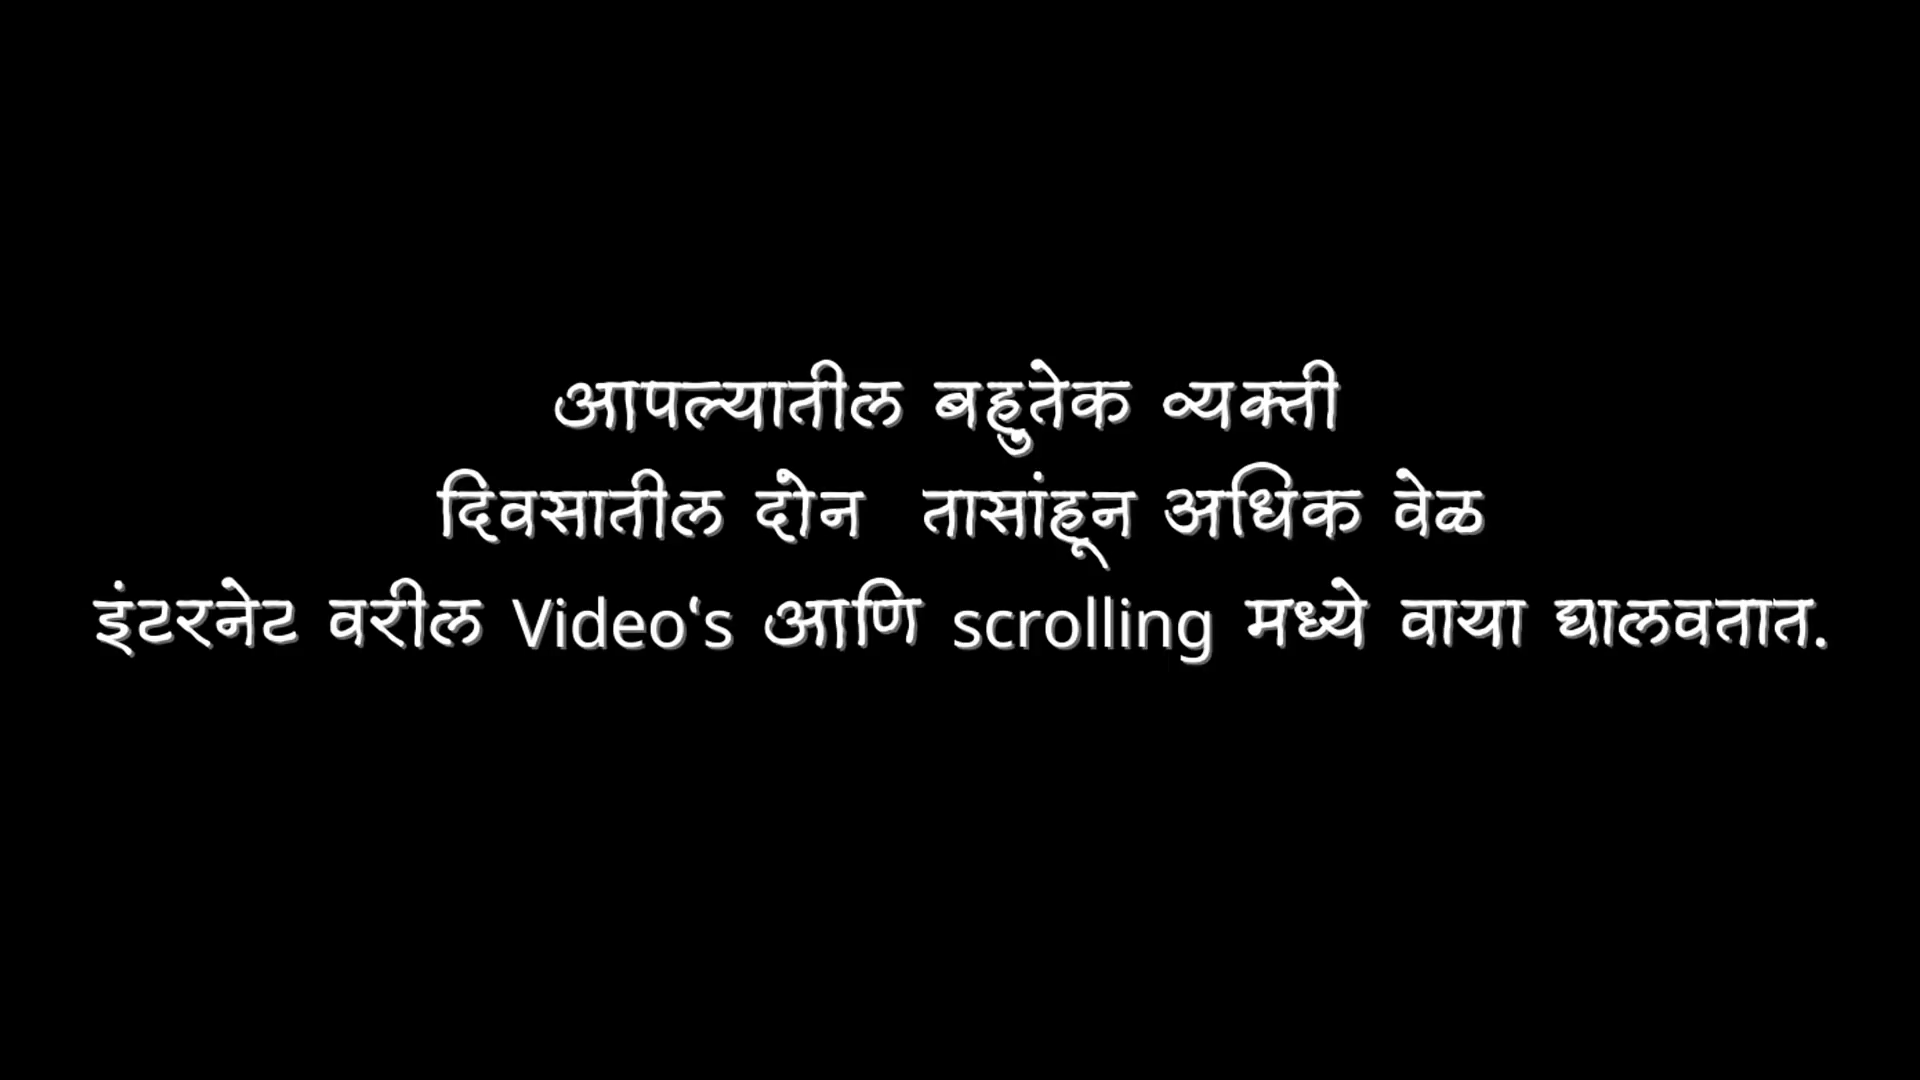 आपल्यातील बहुतेक व्यक्ती
दिवसातील दोन तासांहून अधिक वेळ
इंटरनेट वरील Video's आणि scrolling मध्ये वाया द्यालवतात.